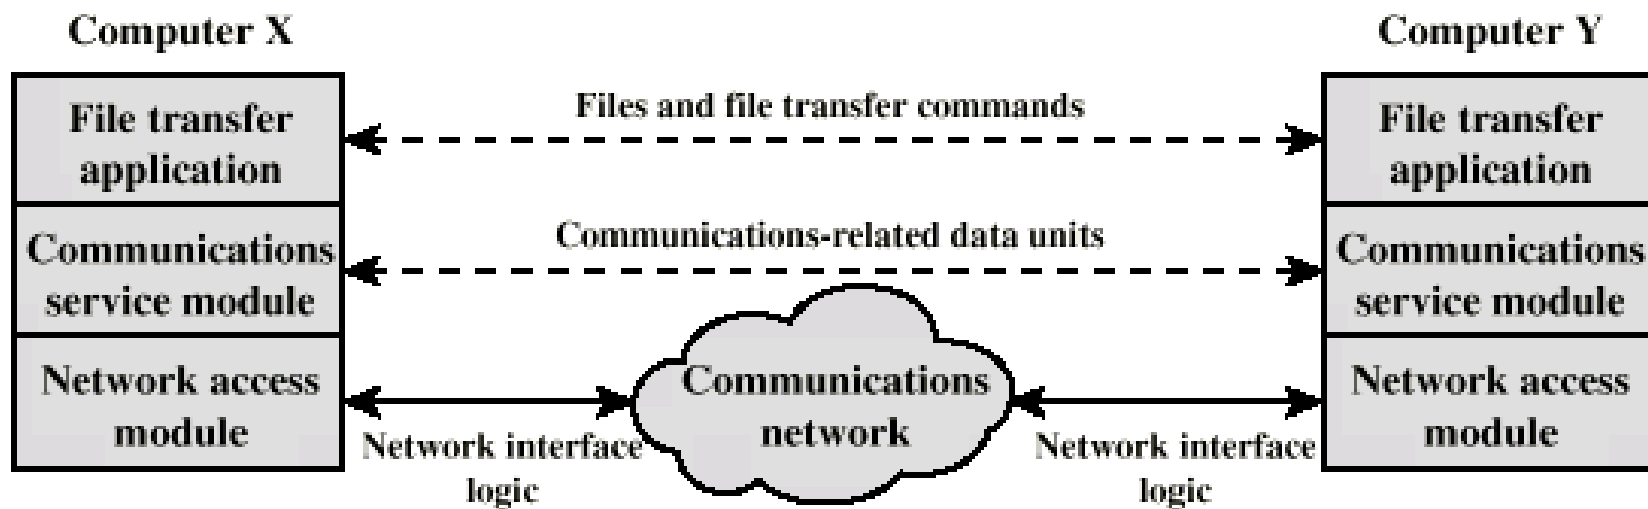 Computer X
Computer Y
File transfer
application
Files and file transfer commands
File transfer
application
Communications
service module
Communications-related data units
Communications
service module
Network access
module
Network interface
logic
Communications
network
Network interface
logic
Network access
module